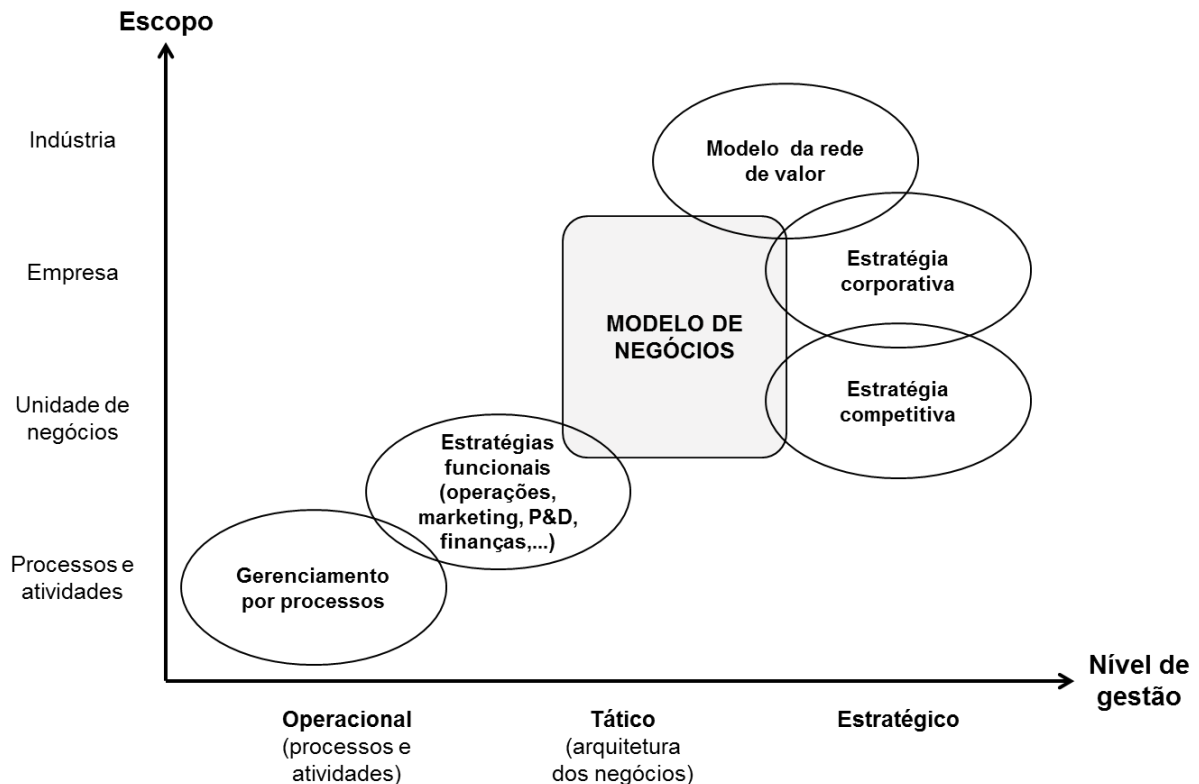 Escopo
Indústria
Modelo da rede
de valor
Empresa
Estratégia
corporativa
MODELO DE
NEGÓCIOS
Unidade de
negócios
Estratégia
competitiva
Estratégias
funcionais
(operações,
marketing, P&D,
finanças,...)
Processos e
atividades
Gerenciamento
por processos
Nível de
gestão
Operacional
(processos e
atividades)
Tático
(arquitetura
dos negócios)
Estratégico